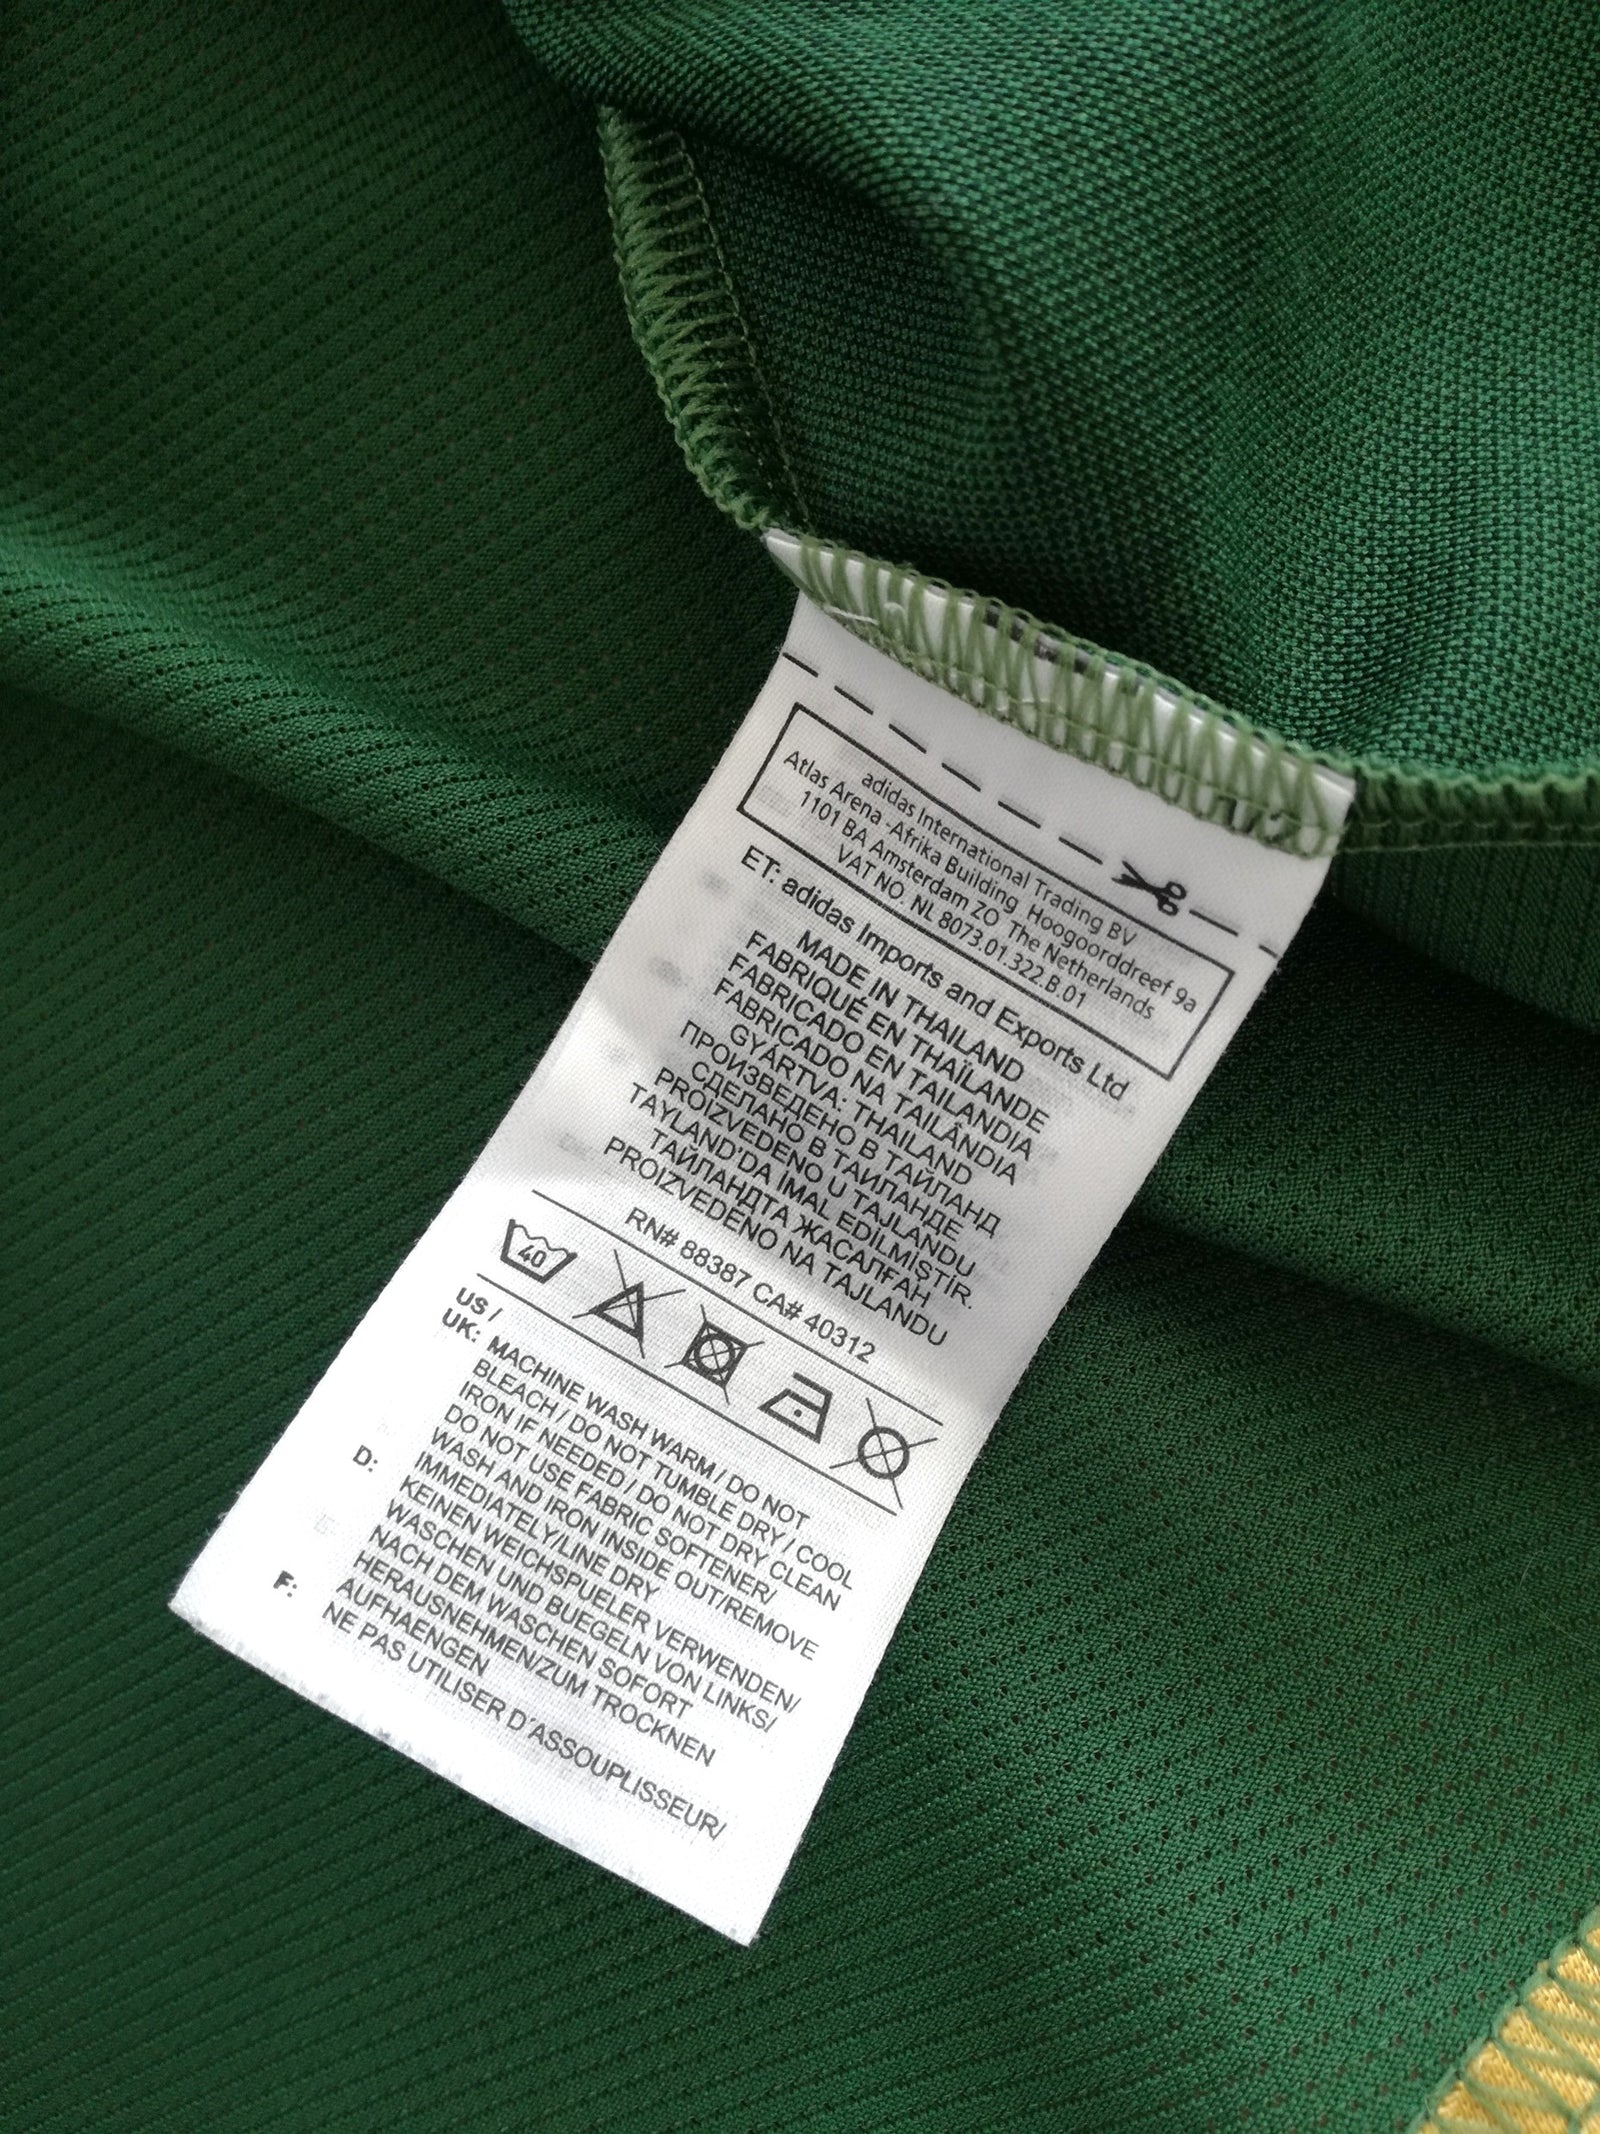 adidas International Trading BV
Atlas Arena -Afrika Building Hoogoorddreef 9a
1101 BA Amsterdam ZO The Netherlands
VAT NO. NL 8073.01.322.B.01
ET: adidas Imports and Exports Ltd
MADE IN THAILAND
FABRIQUÉ EN THAÏLANDE
FABRICADO EN TAILANDIA
FABRICADO NA TAILÂNDIA
GYÁRTVA: THAILAND
ПРОИЗВЕДЕНО В ТАЙЛАНД
СДЕЛАНО В ТАИЛАНДЕ
PROIZVEDENO U TAJLANDU
TAYLAND'DA İMAL EDİLMİŞTİR.
ТАЙЛАНДТА ЖАСАЛҒАН
PROIZVEDENO NA TAJLANDU
RN# 88387 CA# 40312
40
US /
UK: MACHINE WASH WARM / DO NOT
BLEACH / DO NOT TUMBLE DRY / COOL
IRON IF NEEDED / DO NOT DRY CLEAN
DO NOT USE FABRIC SOFTENER/
WASH AND IRON INSIDE OUT/REMOVE
IMMEDIATELY/LINE DRY
D: KEINEN WEICHSPUELER VERWENDEN/
WASCHEN UND BUEGELN VON LINKS/
NACH DEM WASCHEN SOFORT
HERAUSNEHMEN/ZUM TROCKNEN
AUFHAENGEN
F: NE PAS UTILISER D´ASSOUPLISSEUR/